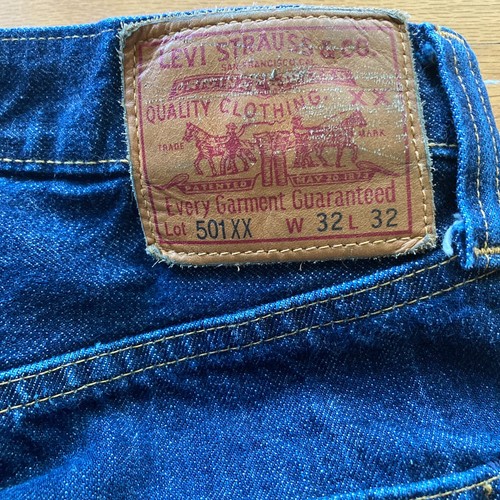 LEVI STRAUSS & CO.
SAN FRANCISCO, CAL.
QUALITY CLOTHING XX
TRADE MARK
PATENTED MAY 20 1873
Every Garment Guaranteed
Lot 501XX W 32 L 32